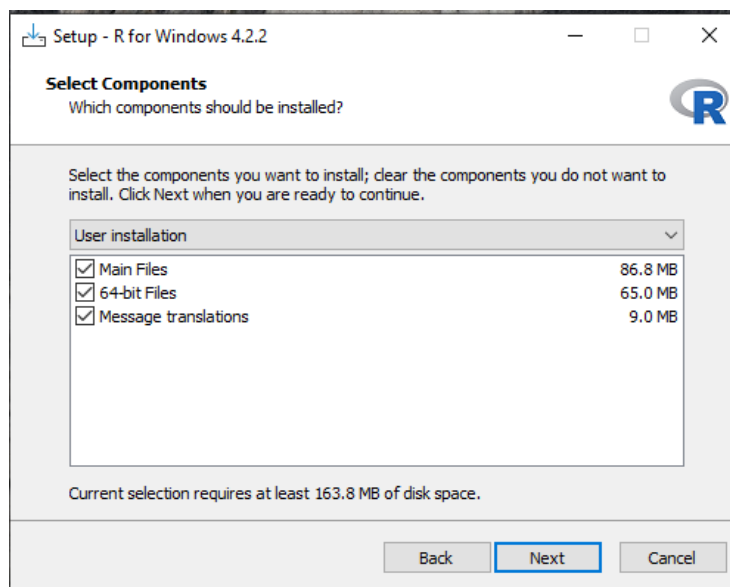 Setup - R for Windows 4.2.2
Select Components
Which components should be installed?
R
Select the components you want to install; clear the components you do not want to
install. Click Next when you are ready to continue.
User installation
Main Files 86.8 MB
64-bit Files 65.0 MB
Message translations 9.0 MB
Current selection requires at least 163.8 MB of disk space.
Back Next Cancel